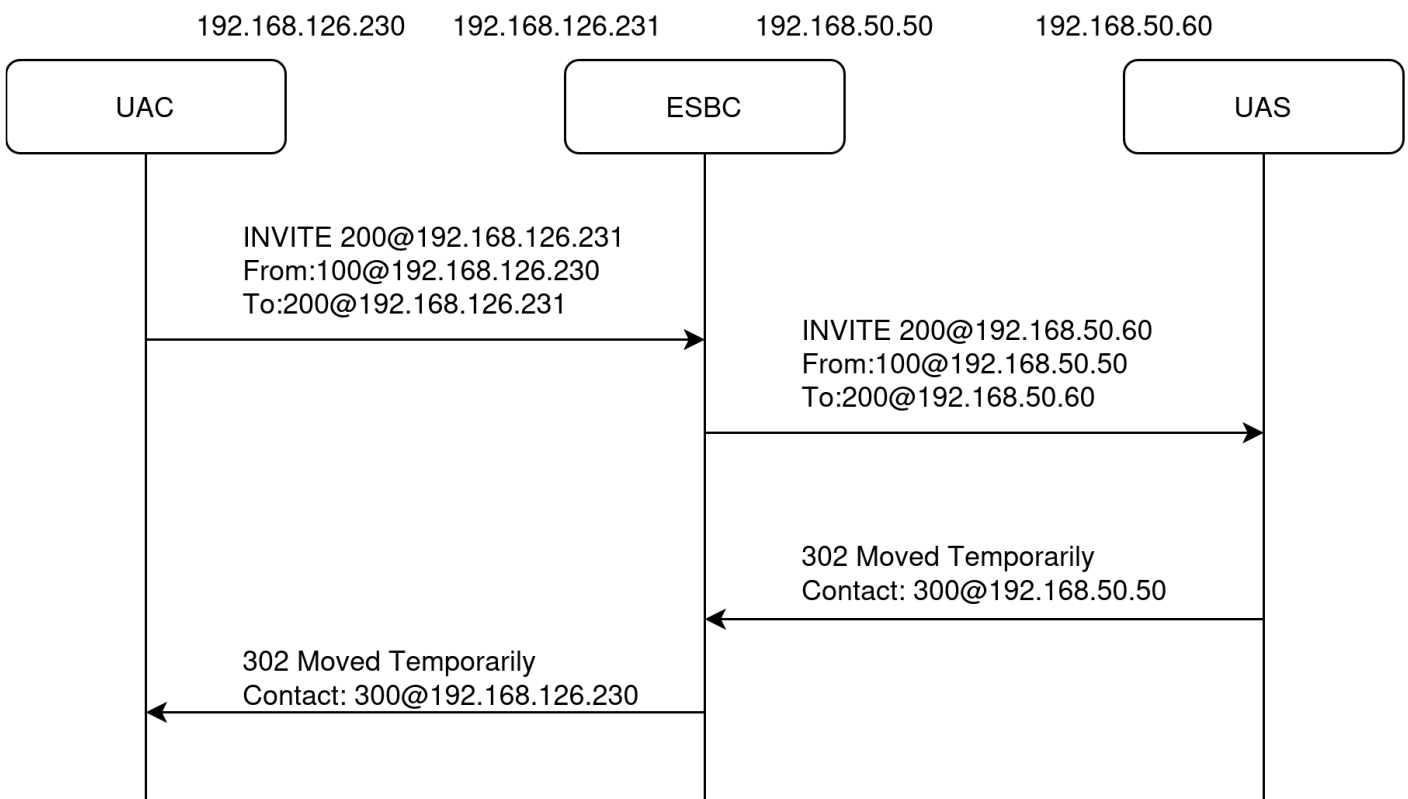 192.168.126.230 192.168.126.231 192.168.50.50 192.168.50.60
UAC ESBC UAS
INVITE 200@192.168.126.231
From:100@192.168.126.230
To:200@192.168.126.231
INVITE 200@192.168.50.60
From:100@192.168.50.50
To:200@192.168.50.60
302 Moved Temporarily
Contact: 300@192.168.50.50
302 Moved Temporarily
Contact: 300@192.168.126.230